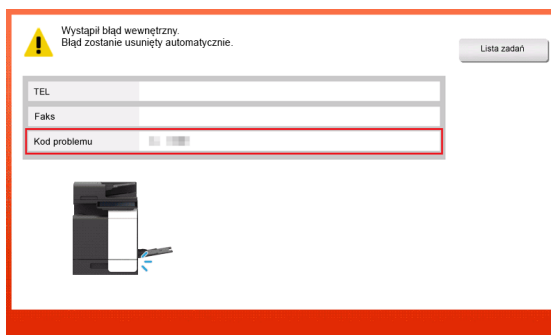 Wystąpił błąd wewnętrzny.
Błąd zostanie usunięty automatycznie.
Lista zadań
TEL
Faks
Kod problemu